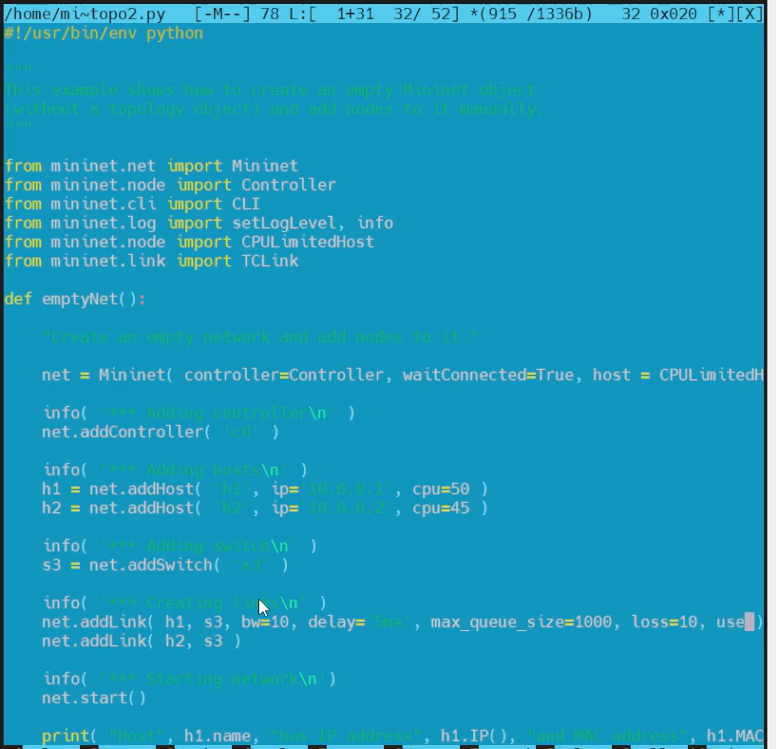 /home/mi~topo2.py   [-M--] 78 L:[  1+31  32/ 52] *(915 /1336b)   32 0x020 [*][X]
#!/usr/bin/env python
"""
This example shows how to create an empty Mininet object
(without a topology object) and add nodes to it manually.
"""
from mininet.net import Mininet
from mininet.node import Controller
from mininet.cli import CLI
from mininet.log import setLogLevel, info
from mininet.node import CPULimitedHost
from mininet.link import TCLink
def emptyNet():
    "Create an empty network and add nodes to it."
    net = Mininet( controller=Controller, waitConnected=True, host = CPULimitedH
    info( '*** Adding controller\n' )
    net.addController( 'c0' )
    info( '*** Adding hosts\n' )
    h1 = net.addHost( 'h1', ip='10.0.0.1', cpu=50 )
    h2 = net.addHost( 'h2', ip='10.0.0.2', cpu=45 )
    info( '*** Adding switch\n' )
    s3 = net.addSwitch( 's3' )
    info( '*** Creating links\n' )
    net.addLink( h1, s3, bw=10, delay='5ms', max_queue_size=1000, loss=10, use )
    net.addLink( h2, s3 )
    info( '*** Starting network\n')
    net.start()
    print( "Host", h1.name, "has IP address", h1.IP(), "and MAC address", h1.MAC